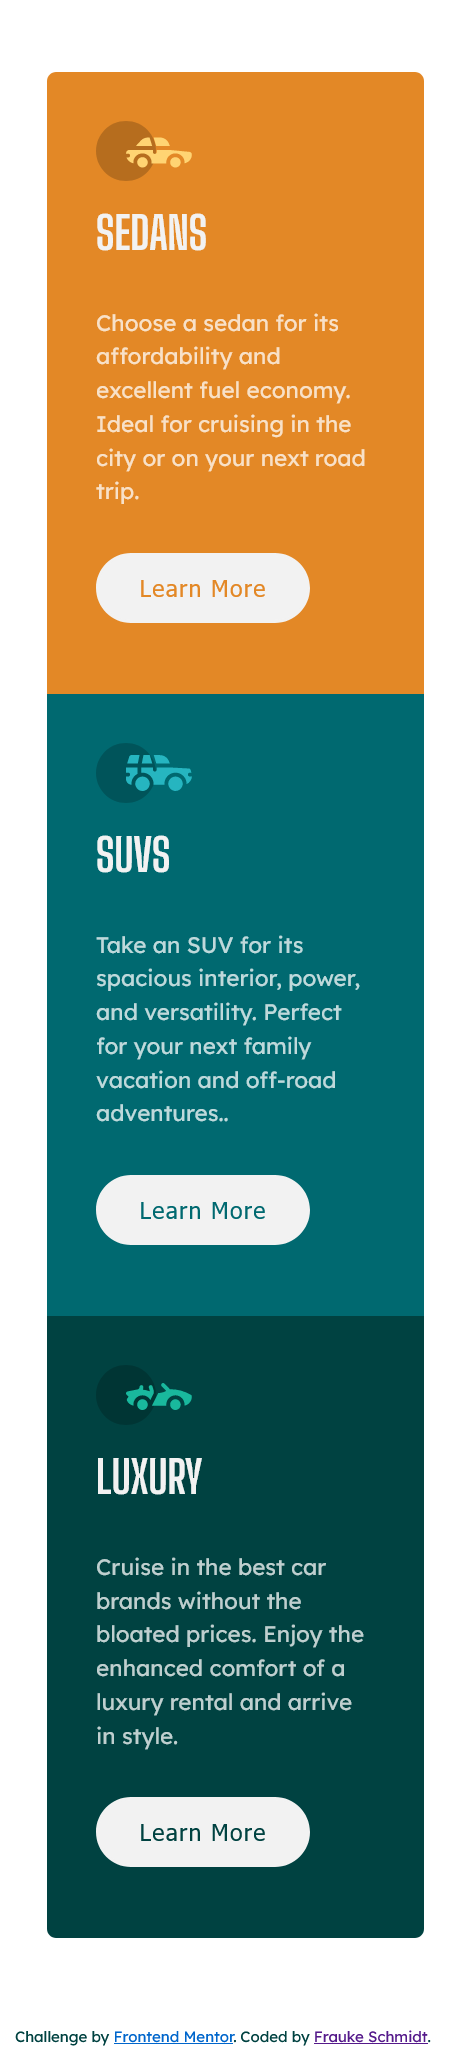 SEDANS
Choose a sedan for its
affordability and
excellent fuel economy.
Ideal for cruising in the
city or on your next road
trip.
Learn More
SUVS
Take an SUV for its
spacious interior, power,
and versatility. Perfect
for your next family
vacation and off-road
adventures..
Learn More
LUXURY
Cruise in the best car
brands without the
bloated prices. Enjoy the
enhanced comfort of a
luxury rental and arrive
in style.
Learn More
Challenge by Frontend Mentor. Coded by Frauke Schmidt.